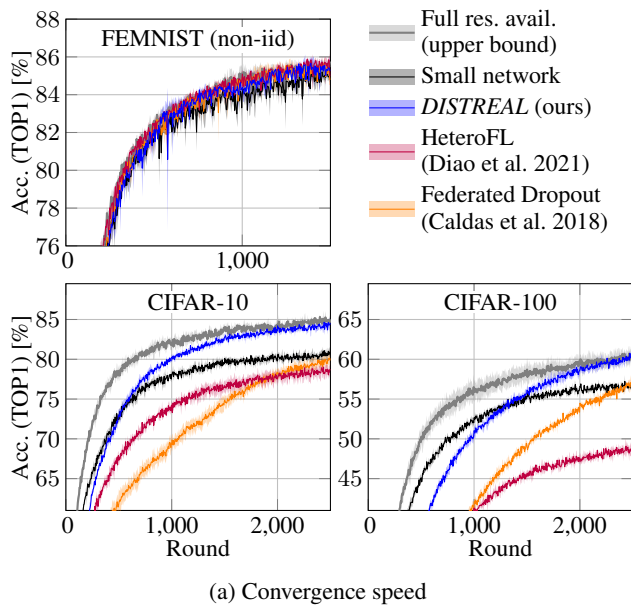 FEMNIST (non-iid)
Acc. (TOP1) [%]
88
86
84
82
80
78
76
0
1,000
Full res. avail.
(upper bound)
Small network
DISTREAL (ours)
HeteroFL
(Diao et al. 2021)
Federated Dropout
(Caldas et al. 2018)
CIFAR-10
Acc. (TOP1) [%]
85
80
75
70
65
0
1,000
2,000
Round
CIFAR-100
65
60
55
50
45
0
1,000
2,000
Round
(a) Convergence speed